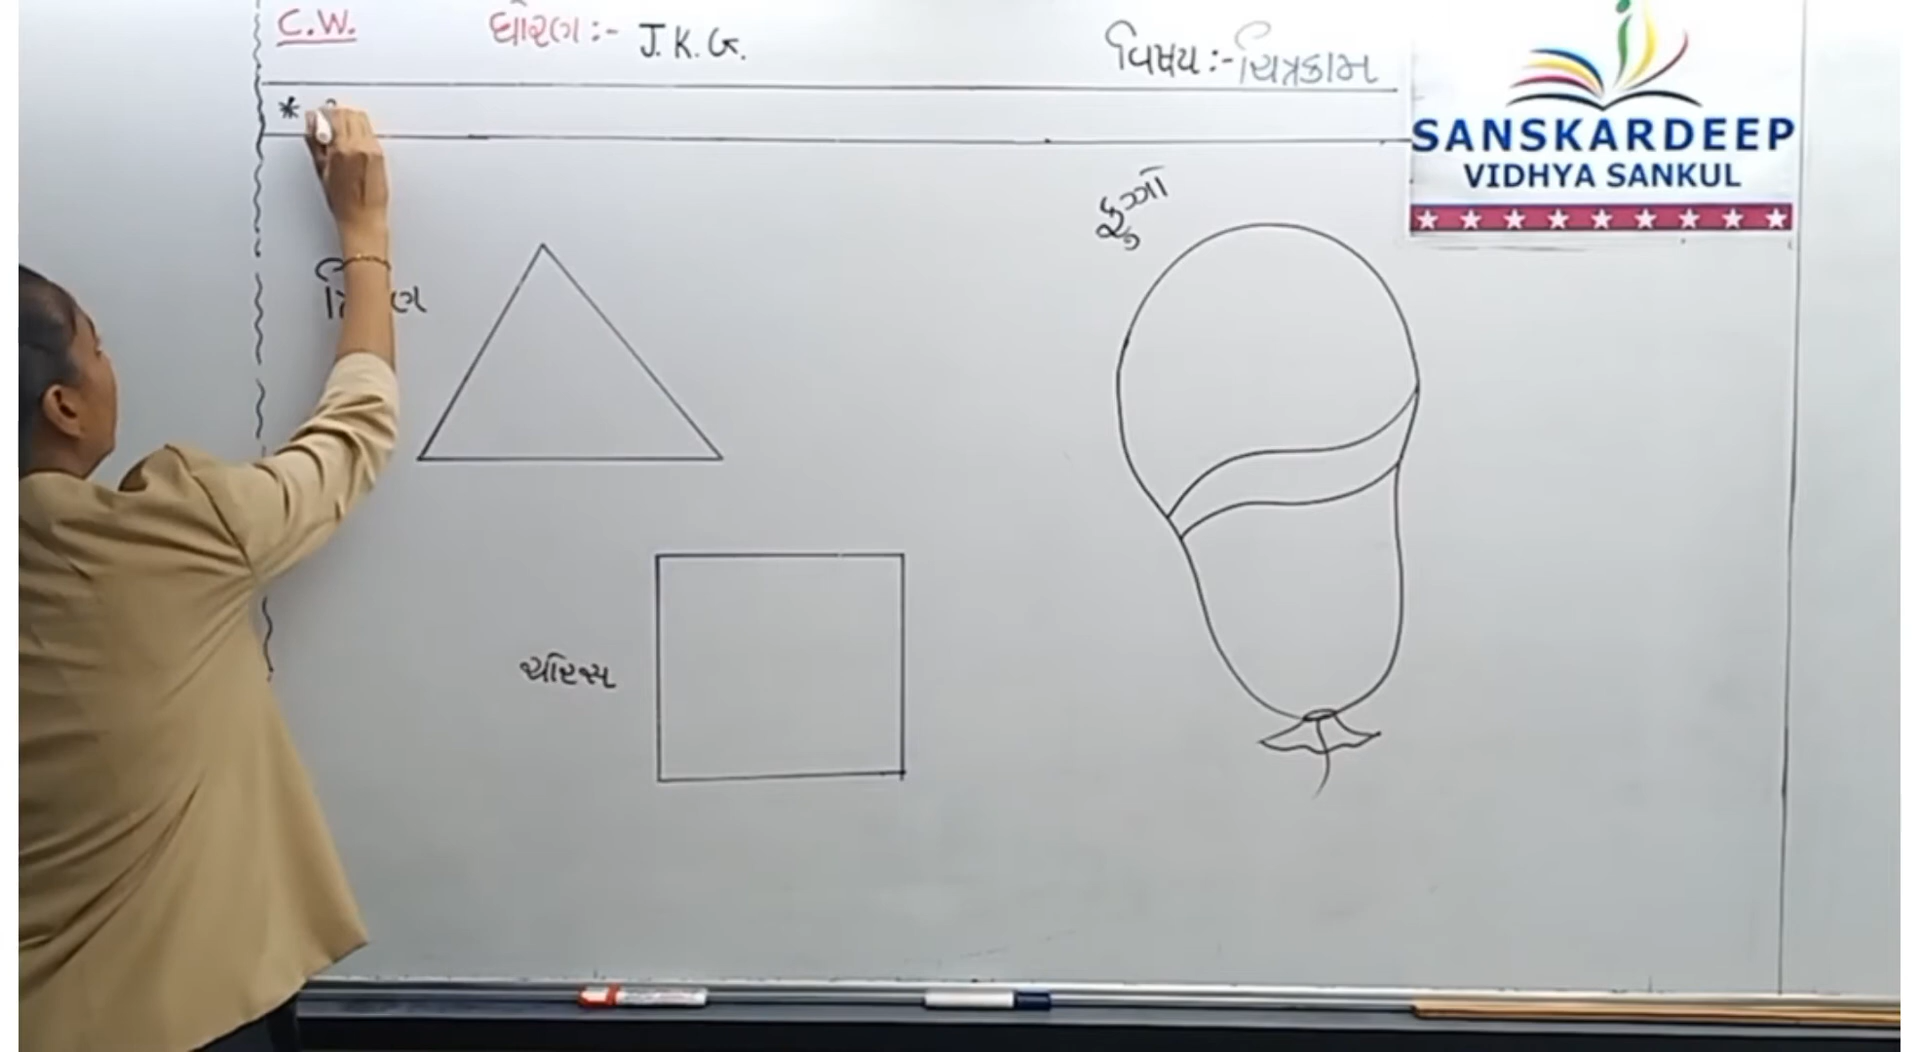 C.W.
ધોરણ :- J.K.G.
વિષય :- ચિત્રકામ
*
SANSKARDEEP
VIDHYA SANKUL
ફુગ્ગો
ચોરસ